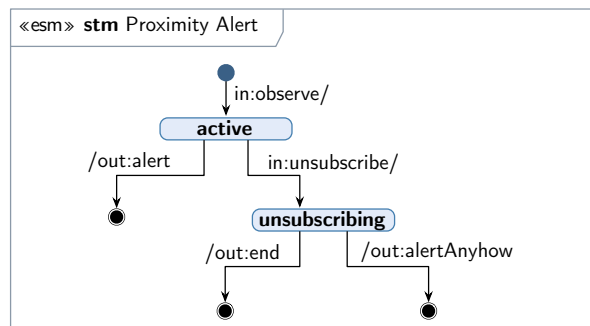 «esm» stm Proximity Alert
in:observe/
active
/out:alert
in:unsubscribe/
unsubscribing
/out:end
/out:alertAnyhow